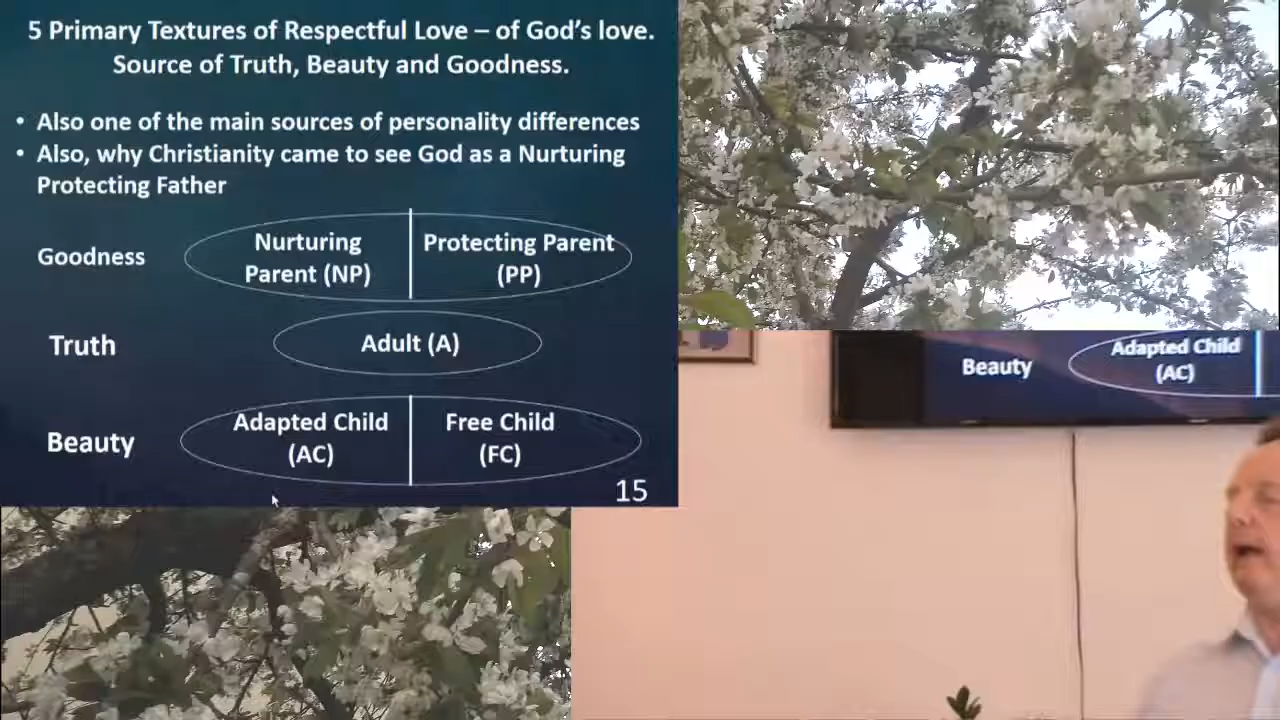 5 Primary Textures of Respectful Love – of God's love.
Source of Truth, Beauty and Goodness.
• Also one of the main sources of personality differences
• Also, why Christianity came to see God as a Nurturing
Protecting Father
Goodness
Nurturing
Parent (NP)
Protecting Parent
(PP)
Truth
Adult (A)
Beauty
Adapted Child
(AC)
Free Child
(FC)
15
Beauty
Adapted Child
(AC)